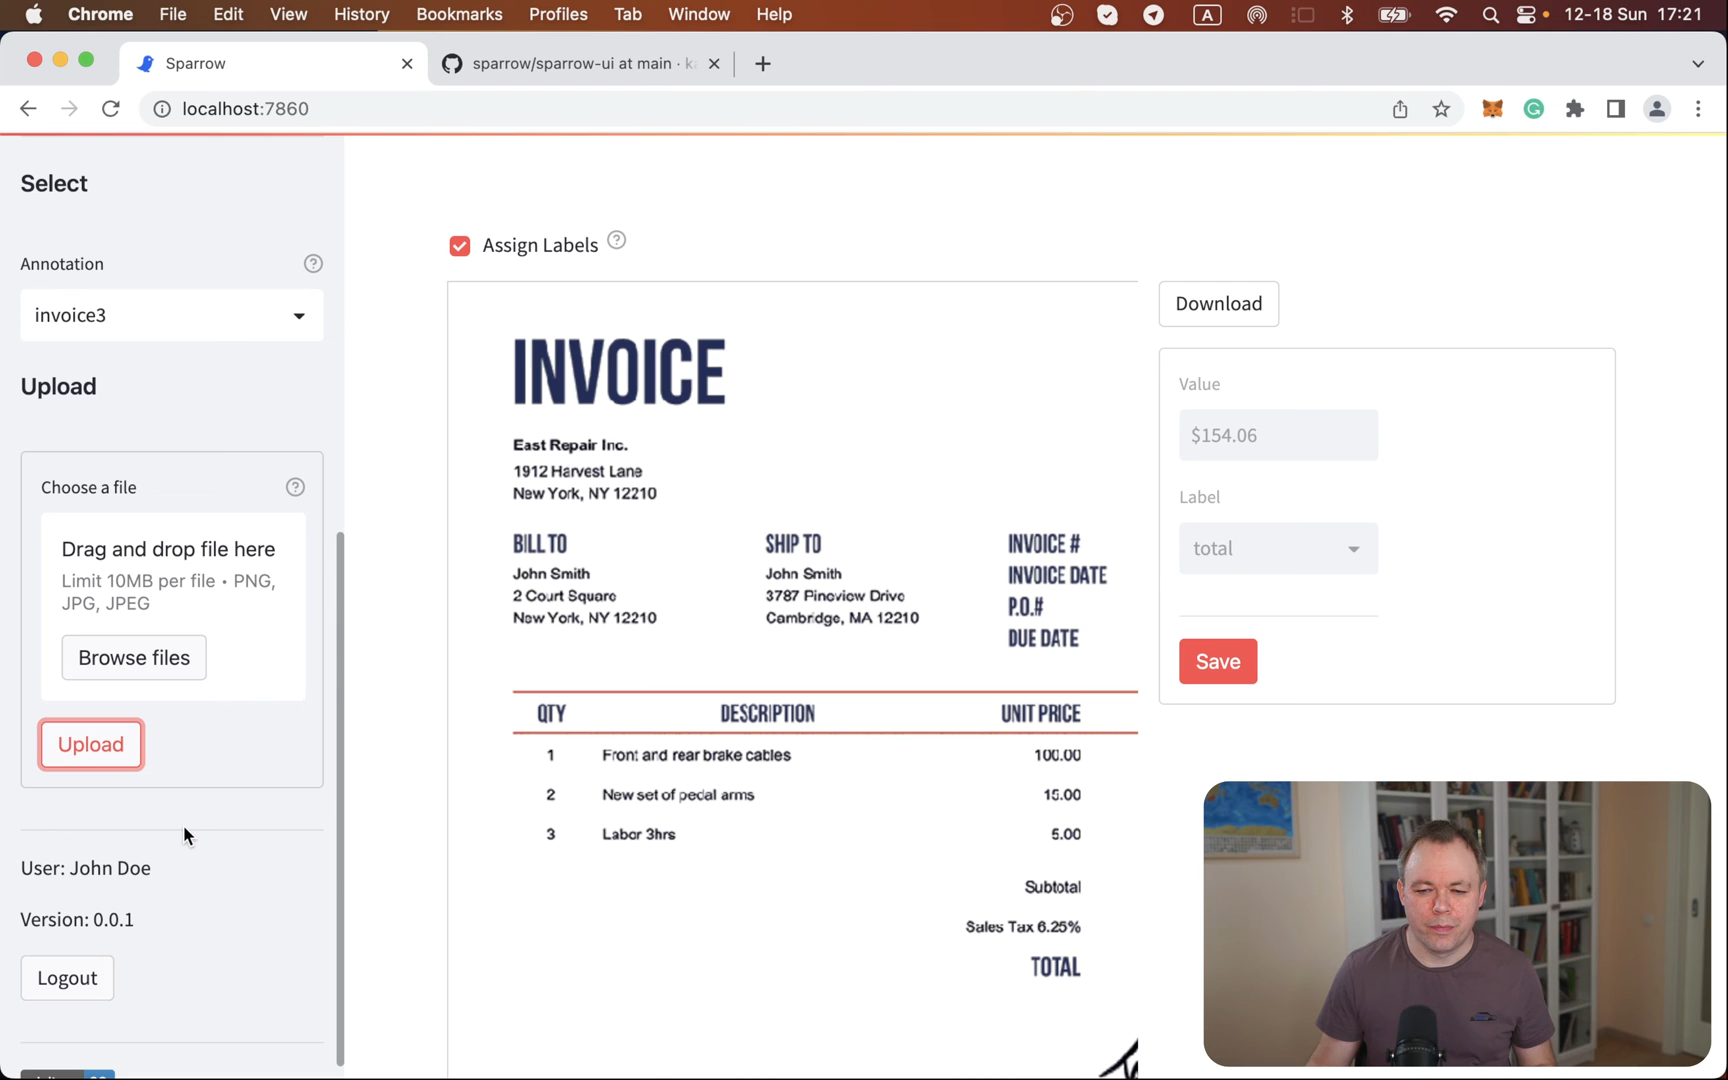 Chrome File Edit View History Bookmarks Profiles Tab Window Help A 12-18 Sun 17:21
Sparrow sparrow/sparrow-ui at main
localhost:7860
Select
Annotation
invoice3
Upload
Choose a file
Drag and drop file here
Limit 10MB per file • PNG,
JPG, JPEG
Browse files
Upload
User: John Doe
Version: 0.0.1
Logout
Assign Labels
INVOICE
East Repair Inc.
1912 Harvest Lane
New York, NY 12210
BILL TO SHIP TO INVOICE #
John Smith John Smith INVOICE DATE
2 Court Square 3787 Pineview Drive P.O.#
New York, NY 12210 Cambridge, MA 12210 DUE DATE
QTY DESCRIPTION UNIT PRICE
1 Front and rear brake cables 100.00
2 New set of pedal arms 15.00
3 Labor 3hrs 5.00
Subtotal
Sales Tax 6.25%
TOTAL
Download
Value
$154.06
Label
total
Save